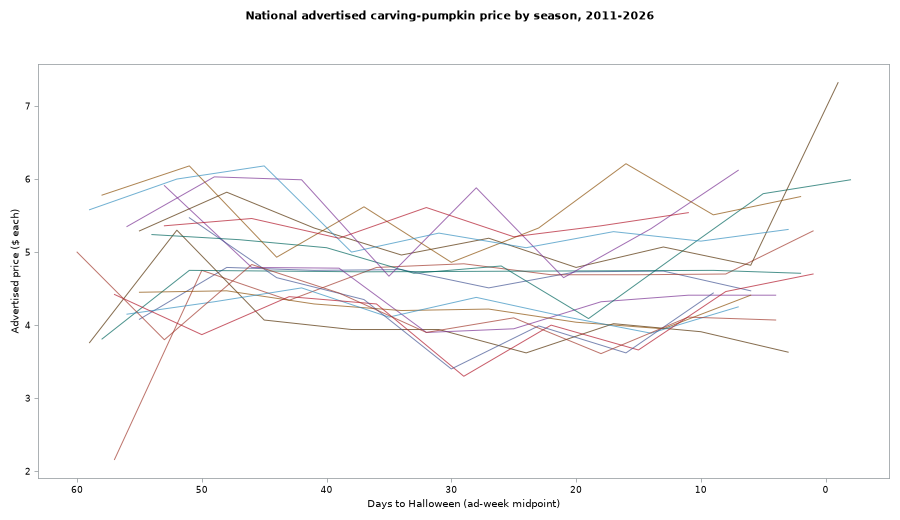 National advertised carving-pumpkin price by season, 2011-2026
Advertised price ($ each)
7
6
5
4
3
2
60 50 40 30 20 10 0
Days to Halloween (ad-week midpoint)